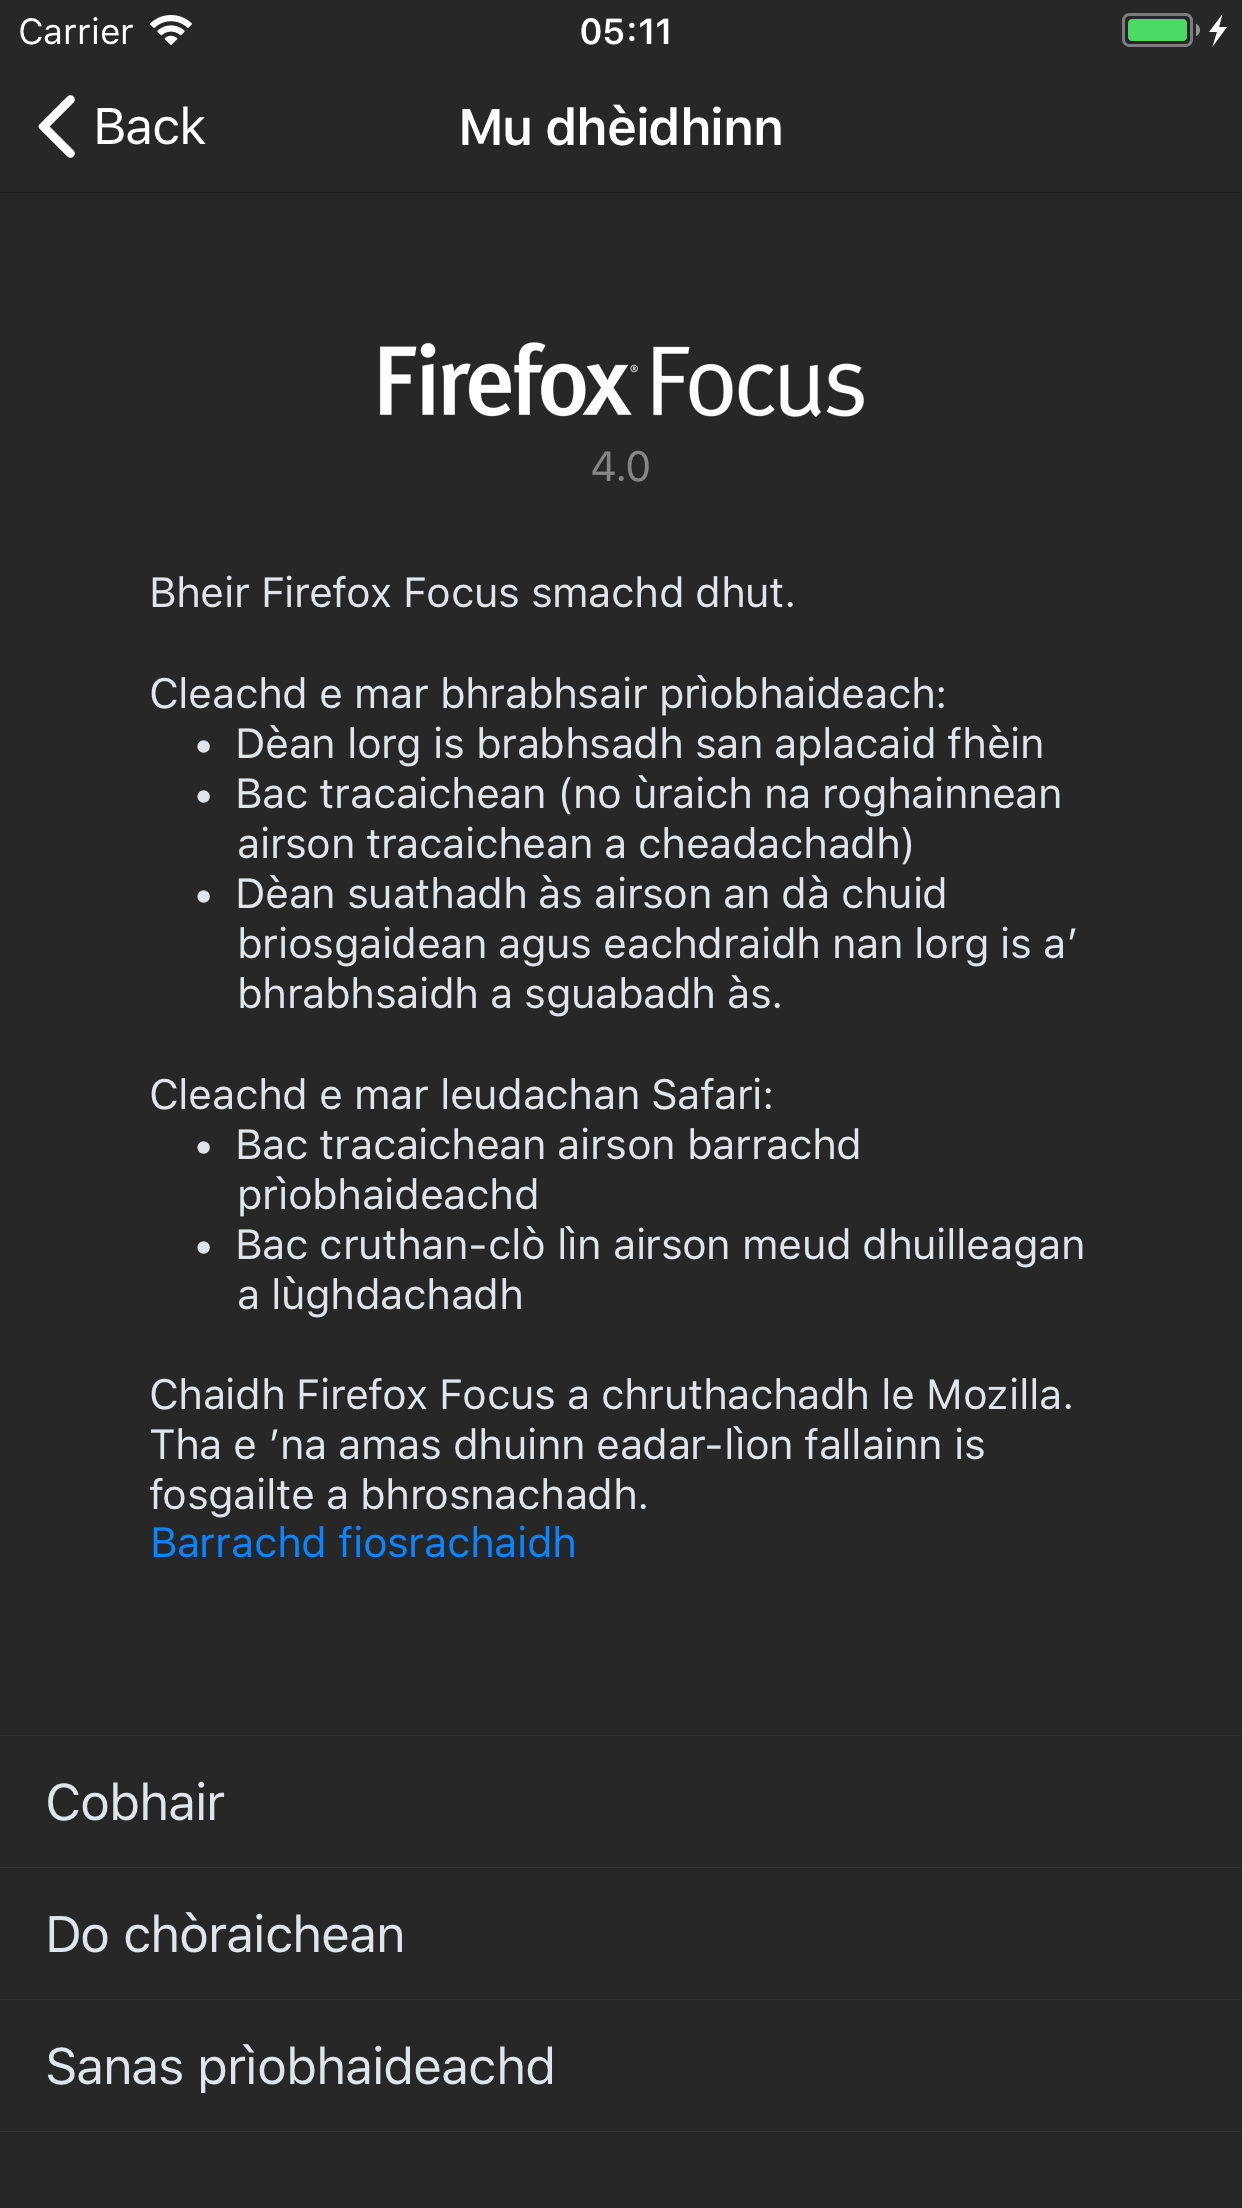 Carrier 05:11
Back Mu dhèidhinn
Firefox® Focus
4.0
Bheir Firefox Focus smachd dhut.
Cleachd e mar bhrabhsair prìobhaideach:
• Dèan lorg is brabhsadh san aplacaid fhèin
• Bac tracaichean (no ùraich na roghainnean
airson tracaichean a cheadachadh)
• Dèan suathadh às airson an dà chuid
briosgaidean agus eachdraidh nan lorg is a’
bhrabhsaidh a sguabadh às.
Cleachd e mar leudachan Safari:
• Bac tracaichean airson barrachd
prìobhaideachd
• Bac cruthan-clò lìn airson meud dhuilleagan
a lùghdachadh
Chaidh Firefox Focus a chruthachadh le Mozilla.
Tha e ’na amas dhuinn eadar-lìon fallainn is
fosgailte a bhrosnachadh.
Barrachd fiosrachaidh
Cobhair
Do chòraichean
Sanas prìobhaideachd